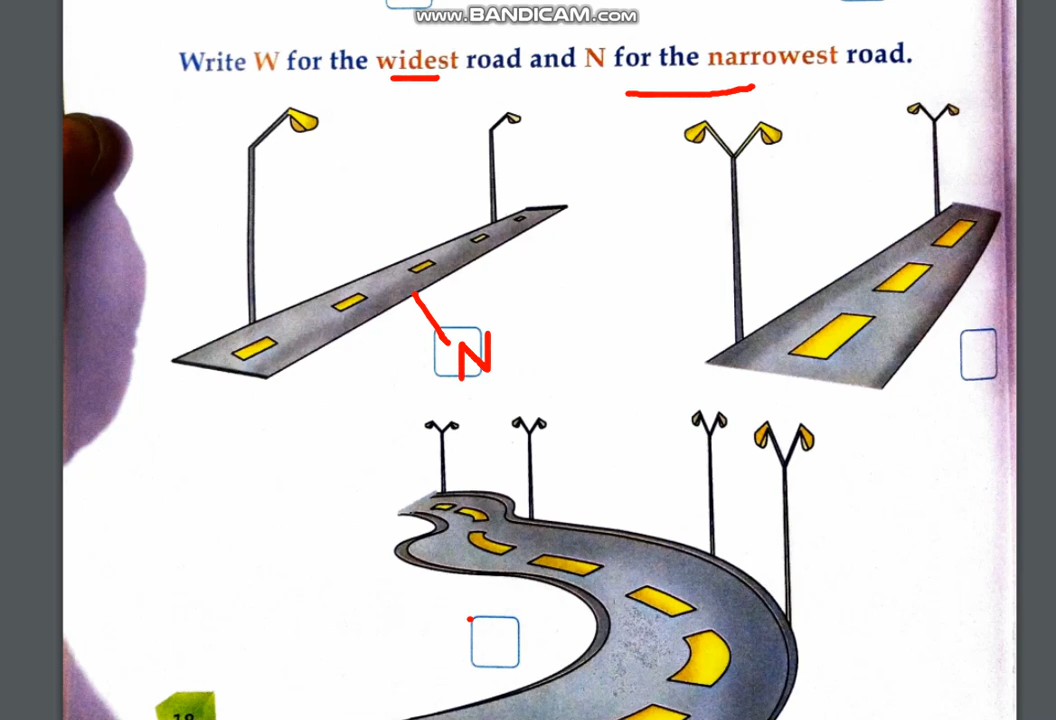 www.BANDICAM.com
Write W for the widest road and N for the narrowest road.
N